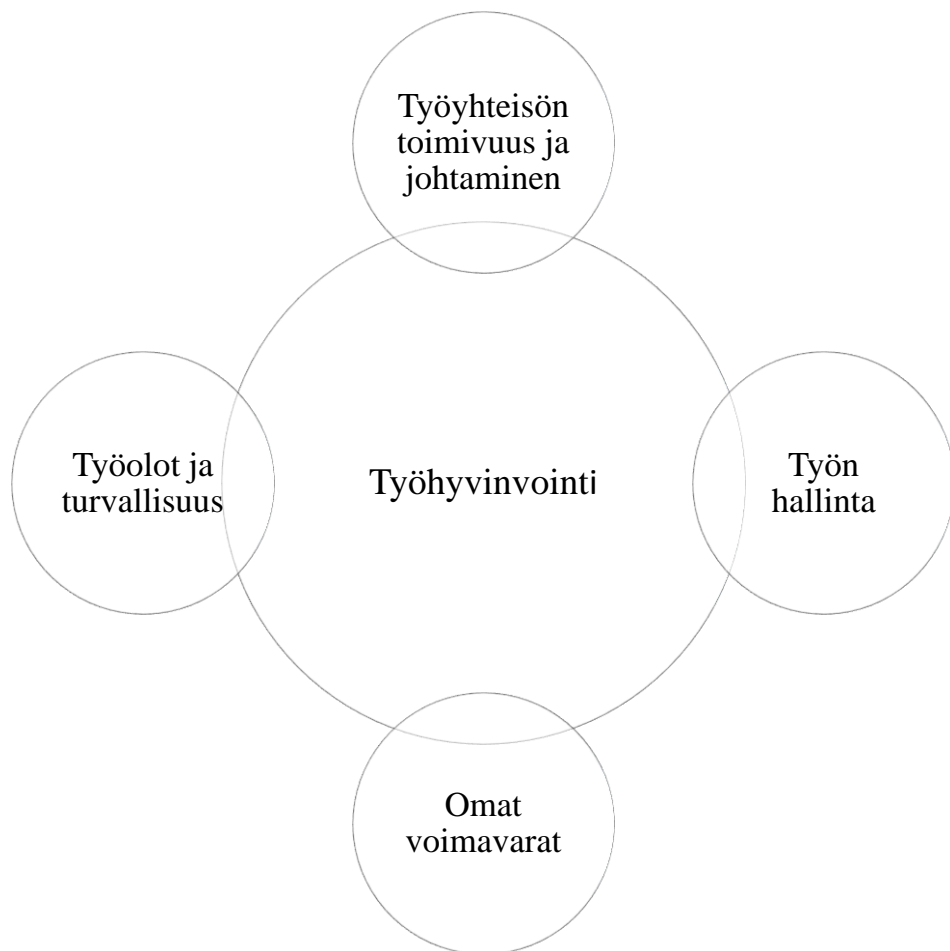 Työyhteisön
toimivuus ja
johtaminen
Työolot ja
turvallisuus
Työhyvinvointi
Työn
hallinta
Omat
voimavarat